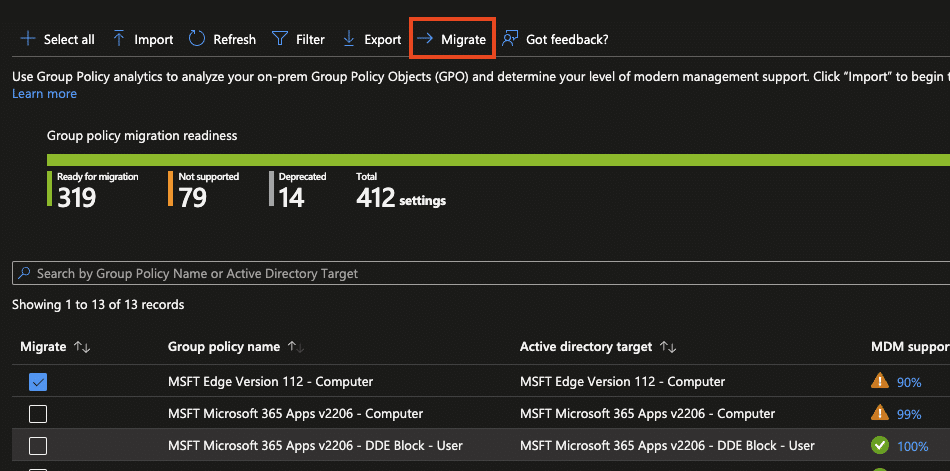 Select all Import Refresh Filter Export Migrate Got feedback?
Use Group Policy analytics to analyze your on-prem Group Policy Objects (GPO) and determine your level of modern management support. Click “Import” to begin
Learn more
Group policy migration readiness
Ready for migration Not supported Deprecated Total
319 79 14 412 settings
Search by Group Policy Name or Active Directory Target
Showing 1 to 13 of 13 records
Migrate Group policy name Active directory target MDM suppor
MSFT Edge Version 112 - Computer MSFT Edge Version 112 - Computer 90%
MSFT Microsoft 365 Apps v2206 - Computer MSFT Microsoft 365 Apps v2206 - Computer 99%
MSFT Microsoft 365 Apps v2206 - DDE Block - User MSFT Microsoft 365 Apps v2206 - DDE Block - User 100%